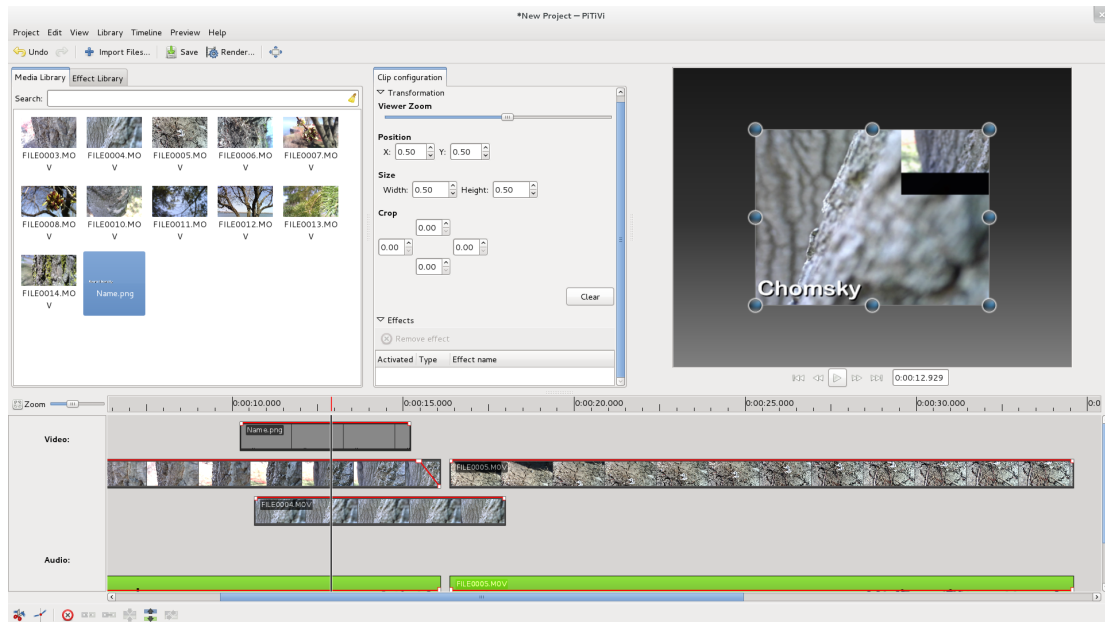 *New Project — PiTiVi
Project Edit View Library Timeline Preview Help
Undo Import Files... Save Render...
Media Library Effect Library
Search:
FILE0003.MOV
FILE0004.MOV
FILE0005.MOV
FILE0006.MOV
FILE0007.MOV
FILE0008.MOV
FILE0010.MOV
FILE0011.MOV
FILE0012.MOV
FILE0013.MOV
FILE0014.MOV
Name.png
Clip configuration
Transformation
Viewer Zoom
Position
X: 0.50 Y: 0.50
Size
Width: 0.50 Height: 0.50
Crop
0.00
0.00 0.00
0.00
Clear
Effects
Remove effect
Activated Type Effect name
Chomsky
0:00:12.929
Zoom 0:00:10.000 0:00:15.000 0:00:20.000 0:00:25.000 0:00:30.000 0:0
Video:
Name.png
FILE0005.MOV
FILE0004.MOV
Audio:
FILE0005.MOV